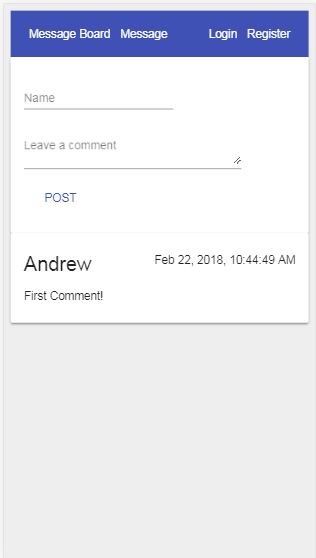 Message Board Message Login Register
Name
Leave a comment
POST
Andrew Feb 22, 2018, 10:44:49 AM
First Comment!